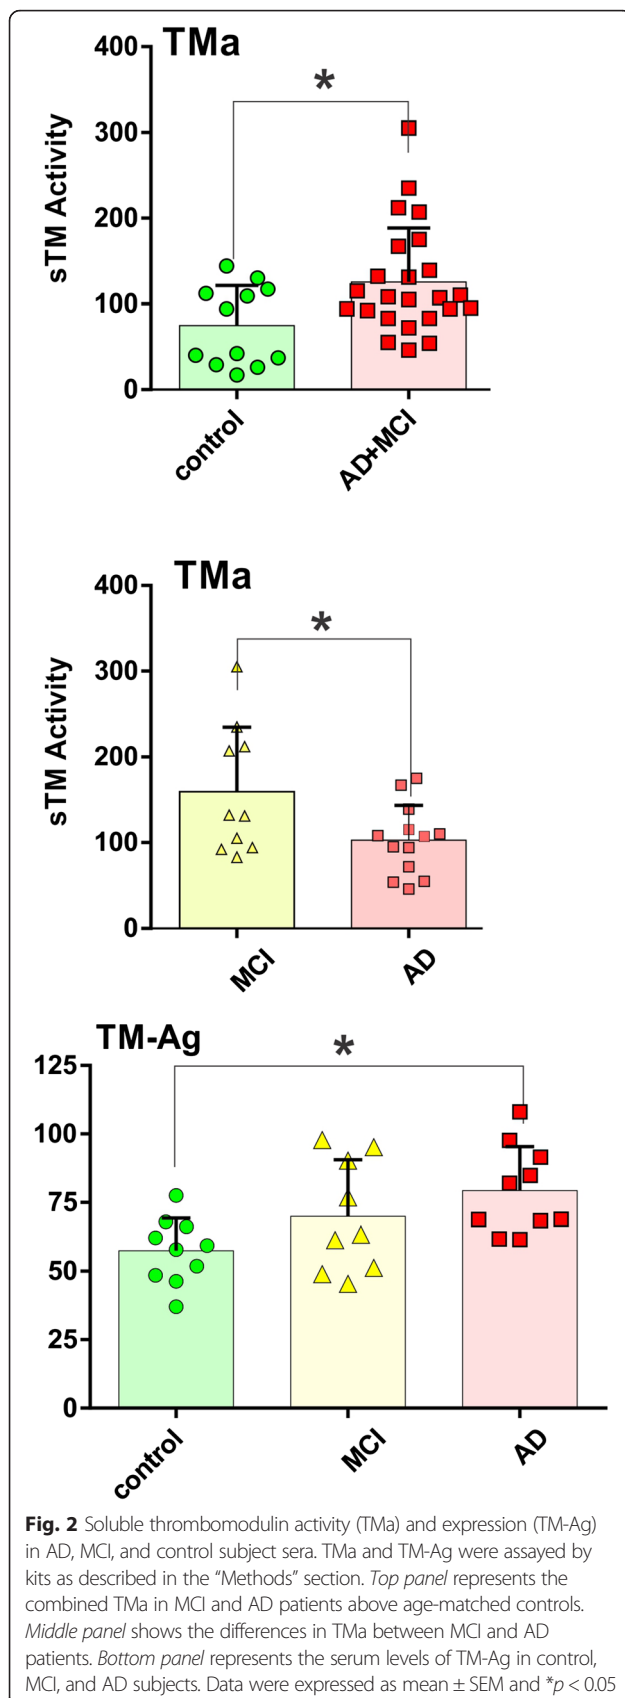 TMa
400
*
300
sTM Activity
200
100
0
control
AD+MCI
TMa
400
*
300
sTM Activity
200
100
0
MCI
AD
TM-Ag
125
*
100
75
50
25
0
control
MCI
AD
Fig. 2 Soluble thrombomodulin activity (TMa) and expression (TM-Ag)
in AD, MCI, and control subject sera. TMa and TM-Ag were assayed by
kits as described in the “Methods” section. Top panel represents the
combined TMa in MCI and AD patients above age-matched controls.
Middle panel shows the differences in TMa between MCI and AD
patients. Bottom panel represents the serum levels of TM-Ag in control,
MCI, and AD subjects. Data were expressed as mean ± SEM and *p < 0.05